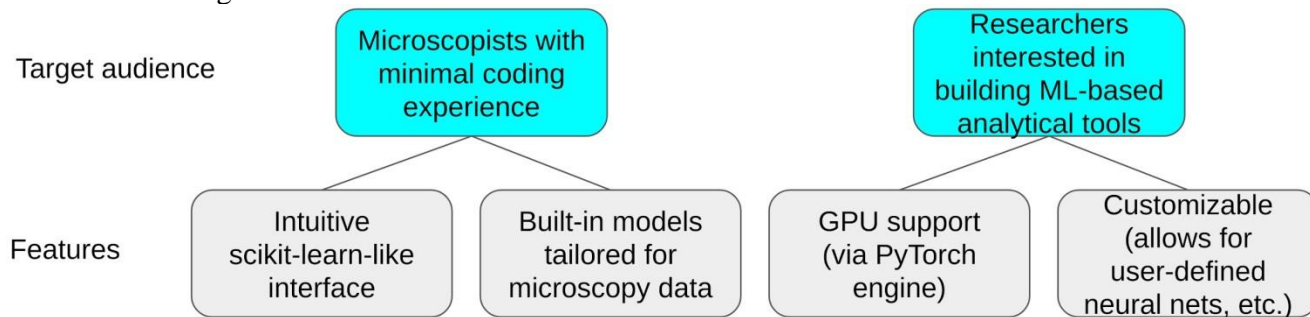 Target audience
Microscopists with
minimal coding
experience
Researchers
interested in
building ML-based
analytical tools
Features
Intuitive
scikit-learn-like
interface
Built-in models
tailored for
microscopy data
GPU support
(via PyTorch
engine)
Customizable
(allows for
user-defined
neural nets, etc.)